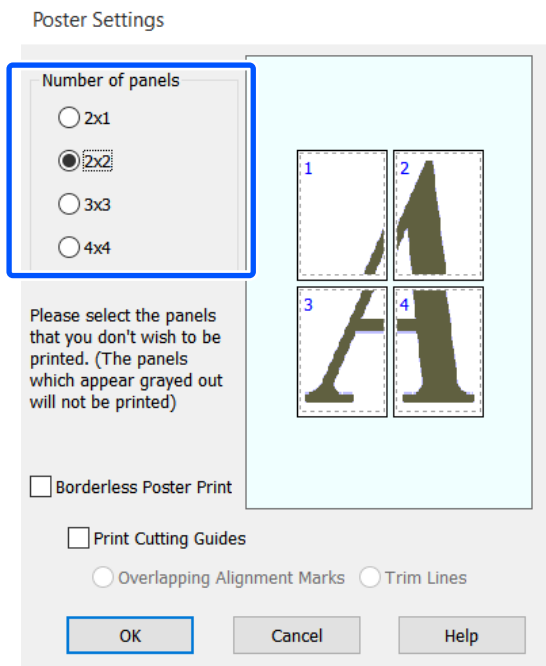 Poster Settings
Number of panels
2x1
2x2
3x3
4x4
1
2
3
4
Please select the panels
that you don't wish to be
printed. (The panels
which appear grayed out
will not be printed)
Borderless Poster Print
Print Cutting Guides
Overlapping Alignment Marks
Trim Lines
OK
Cancel
Help